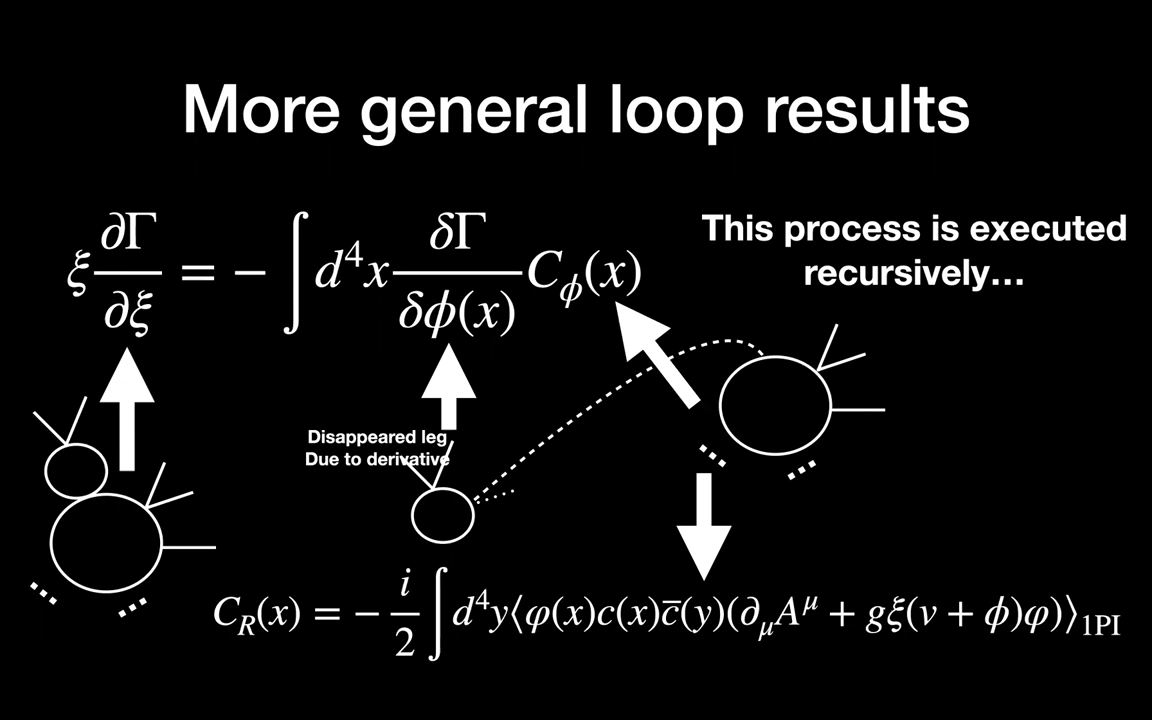 More general loop results
ξ ∂Γ/∂ξ = − ∫ d⁴x δΓ/δϕ(x) C_ϕ(x)
This process is executed
recursively…
Disappeared leg
Due to derivative
C_R(x) = − i/2 ∫ d⁴y⟨φ(x)c(x)c̅(y)(∂_μA^μ + gξ(v + ϕ)φ)⟩_1PI